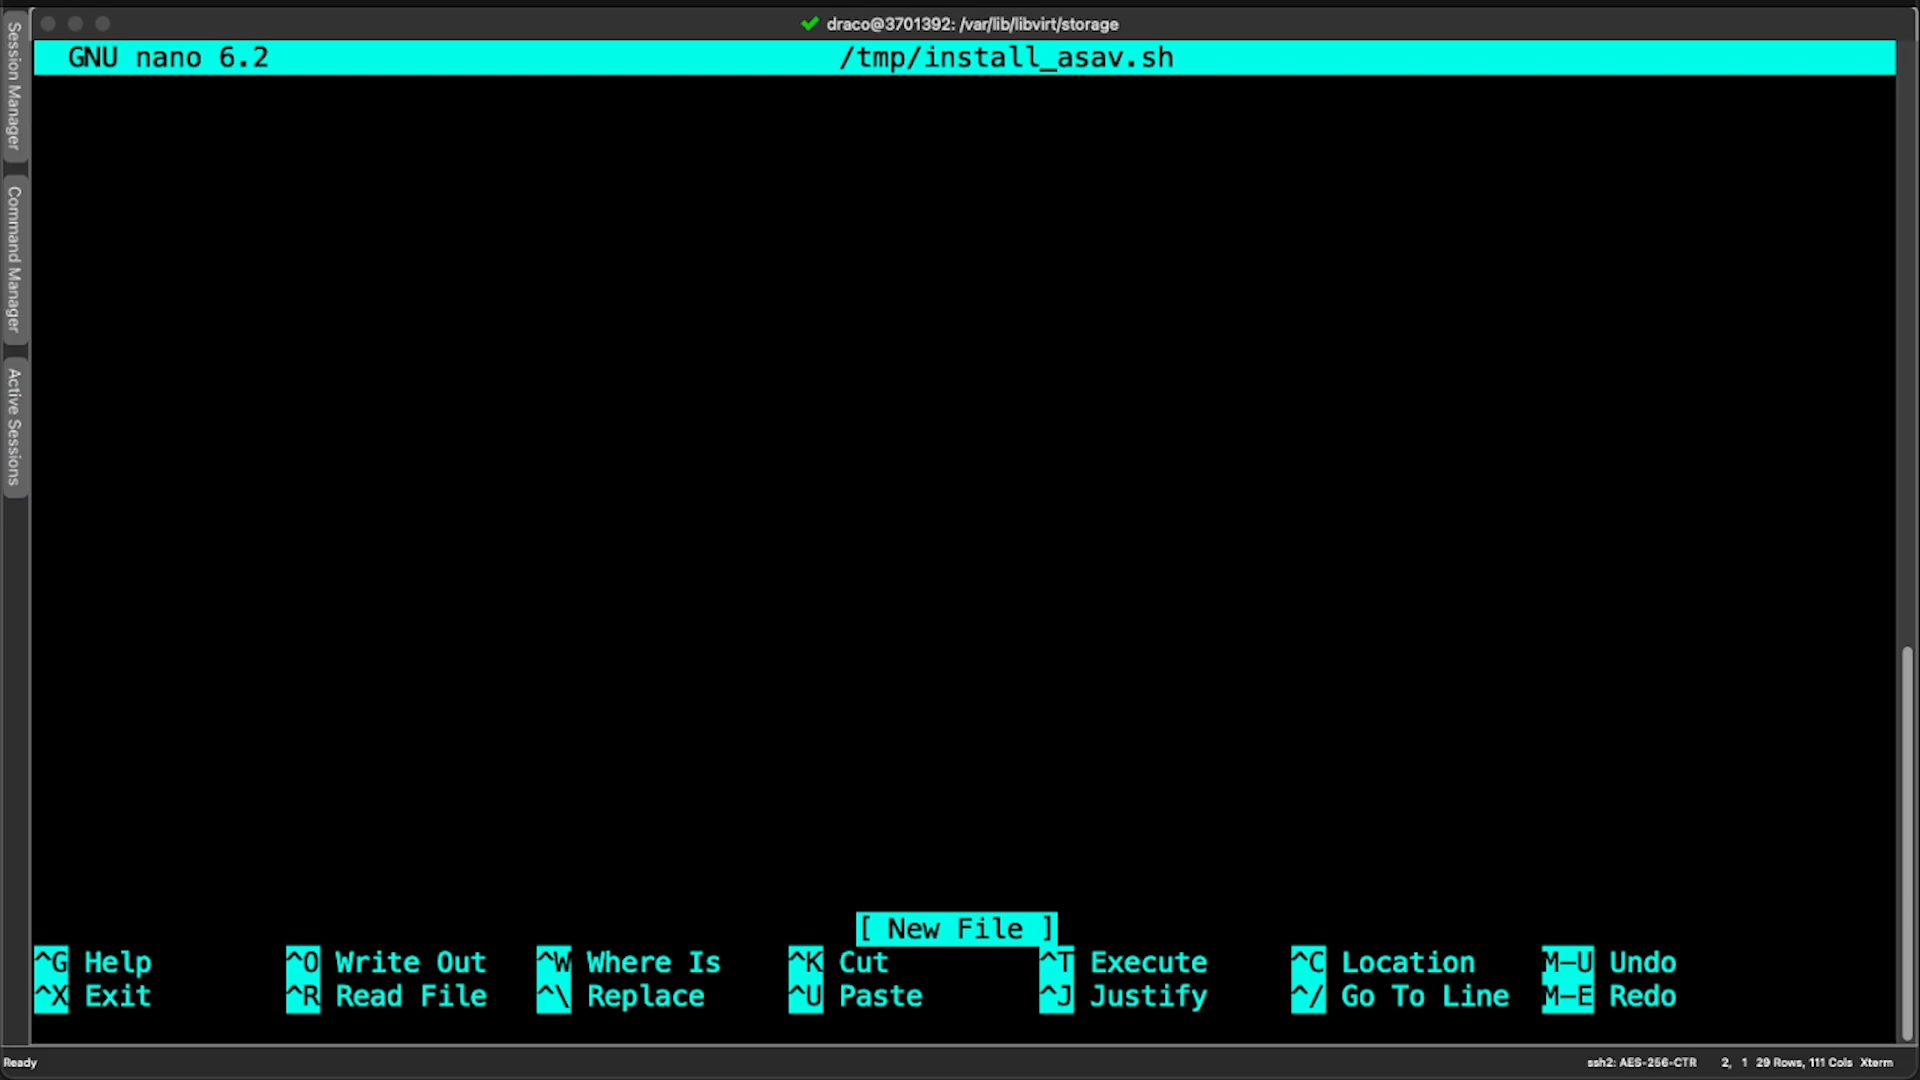 draco@3701392: /var/lib/libvirt/storage
Session Manager
Command Manager
Active Sessions
GNU nano 6.2 /tmp/install_asav.sh
[ New File ]
^G Help ^O Write Out ^W Where Is ^K Cut ^T Execute ^C Location M-U Undo
^X Exit ^R Read File ^\ Replace ^U Paste ^J Justify ^/ Go To Line M-E Redo
Ready ssh2: AES-256-CTR 2, 1 29 Rows, 111 Cols Xterm